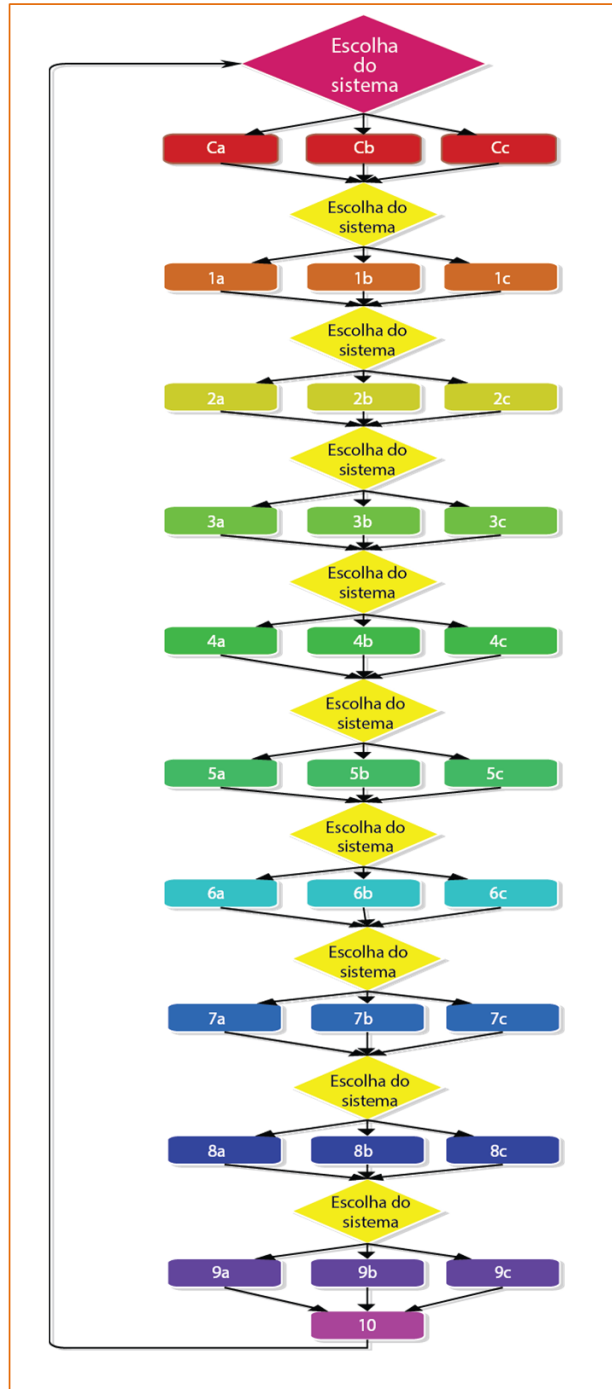 Escolha
do
sistema
Ca Cb Cc
Escolha do
sistema
1a 1b 1c
Escolha do
sistema
2a 2b 2c
Escolha do
sistema
3a 3b 3c
Escolha do
sistema
4a 4b 4c
Escolha do
sistema
5a 5b 5c
Escolha do
sistema
6a 6b 6c
Escolha do
sistema
7a 7b 7c
Escolha do
sistema
8a 8b 8c
Escolha do
sistema
9a 9b 9c
10